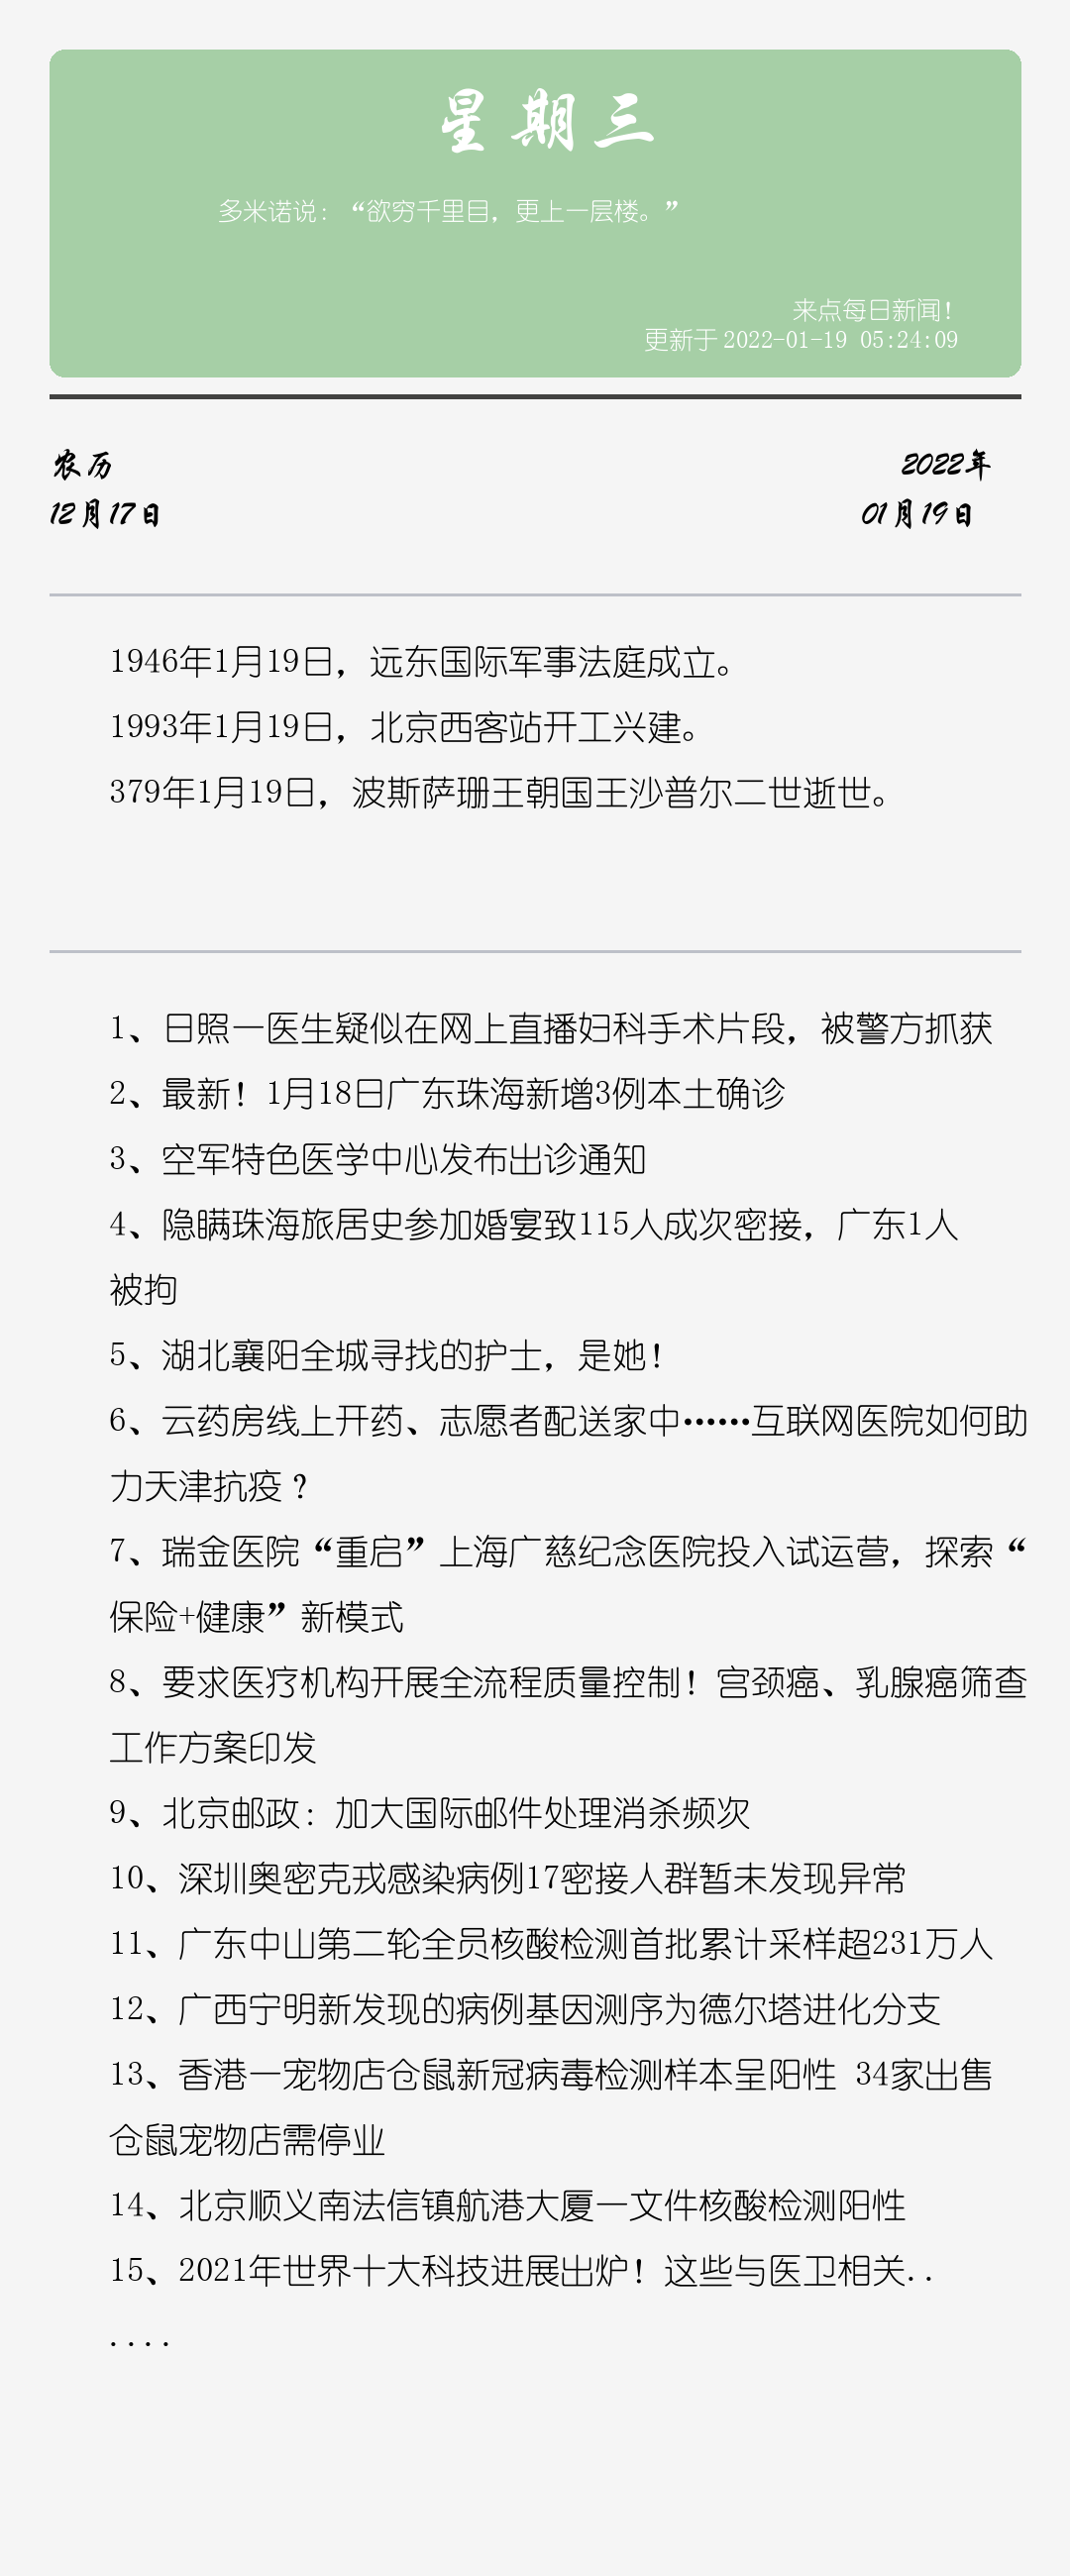 星期三
多米诺说：“欲穷千里目，更上一层楼。”
来点每日新闻！
更新于 2022-01-19 05:24:09
农历
2022年
12月17日
01月19日
1946年1月19日，远东国际军事法庭成立。
1993年1月19日，北京西客站开工兴建。
379年1月19日，波斯萨珊王朝国王沙普尔二世逝世。
1、日照一医生疑似在网上直播妇科手术片段，被警方抓获
2、最新！1月18日广东珠海新增3例本土确诊
3、空军特色医学中心发布出诊通知
4、隐瞒珠海旅居史参加婚宴致115人成次密接，广东1人
被拘
5、湖北襄阳全城寻找的护士，是她！
6、云药房线上开药、志愿者配送家中……互联网医院如何助
力天津抗疫？
7、瑞金医院“重启”上海广慈纪念医院投入试运营，探索“
保险+健康”新模式
8、要求医疗机构开展全流程质量控制！宫颈癌、乳腺癌筛查
工作方案印发
9、北京邮政：加大国际邮件处理消杀频次
10、深圳奥密克戎感染病例17密接人群暂未发现异常
11、广东中山第二轮全员核酸检测首批累计采样超231万人
12、广西宁明新发现的病例基因测序为德尔塔进化分支
13、香港一宠物店仓鼠新冠病毒检测样本呈阳性 34家出售
仓鼠宠物店需停业
14、北京顺义南法信镇航港大厦一文件核酸检测阳性
15、2021年世界十大科技进展出炉！这些与医卫相关..
....